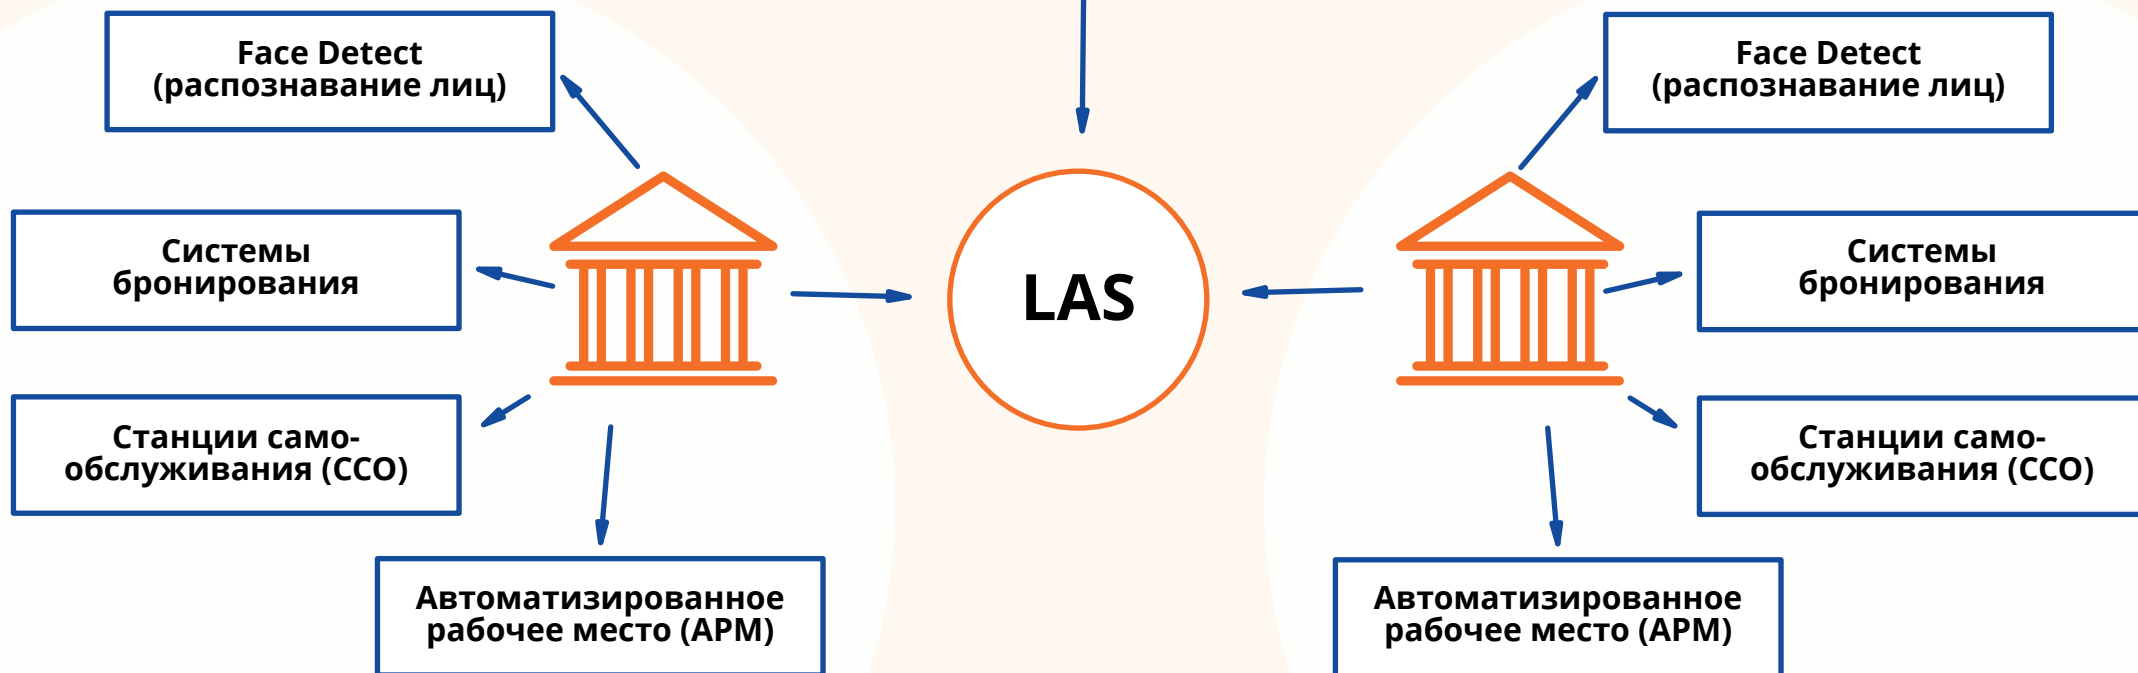 Face Detect
(распознавание лиц)
Face Detect
(распознавание лиц)
Системы
бронирования
LAS
Системы
бронирования
Станции само-
обслуживания (ССО)
Станции само-
обслуживания (ССО)
Автоматизированное
рабочее место (АРМ)
Автоматизированное
рабочее место (АРМ)